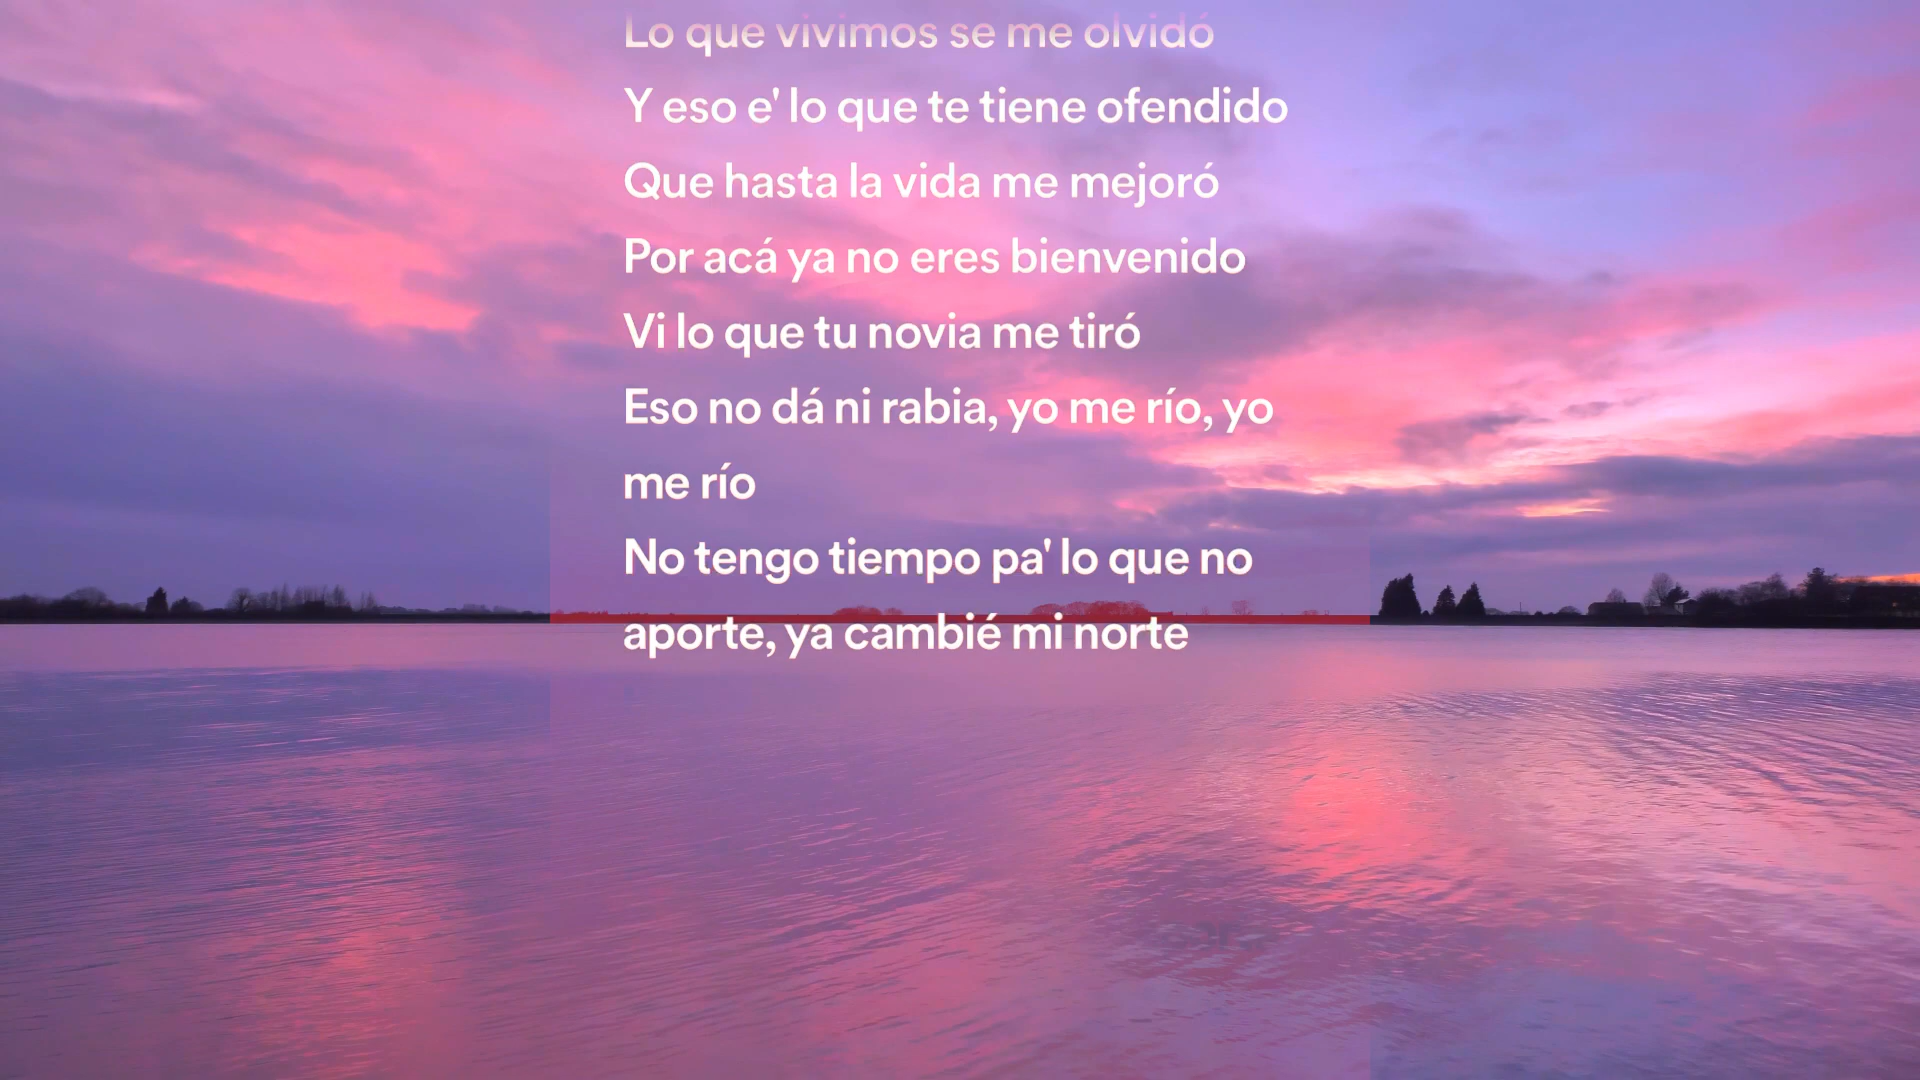 Lo que vivimos se me olvidó
Y eso e' lo que te tiene ofendido
Que hasta la vida me mejoró
Por acá ya no eres bienvenido
Vi lo que tu novia me tiró
Eso no dá ni rabia, yo me río, yo
me río
No tengo tiempo pa' lo que no
aporte, ya cambié mi norte